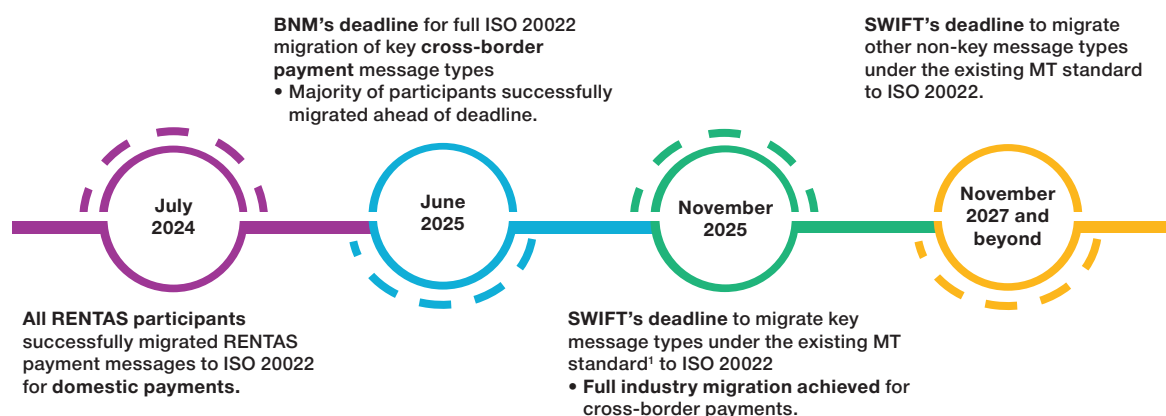 BNM's deadline for full ISO 20022
migration of key cross-border
payment message types
• Majority of participants successfully
migrated ahead of deadline.
SWIFT's deadline to migrate
other non-key message types
under the existing MT standard
to ISO 20022.
July
2024
June
2025
November
2025
November
2027 and
beyond
All RENTAS participants
successfully migrated RENTAS
payment messages to ISO 20022
for domestic payments.
SWIFT's deadline to migrate key
message types under the existing MT
standard¹ to ISO 20022
• Full industry migration achieved for
cross-border payments.